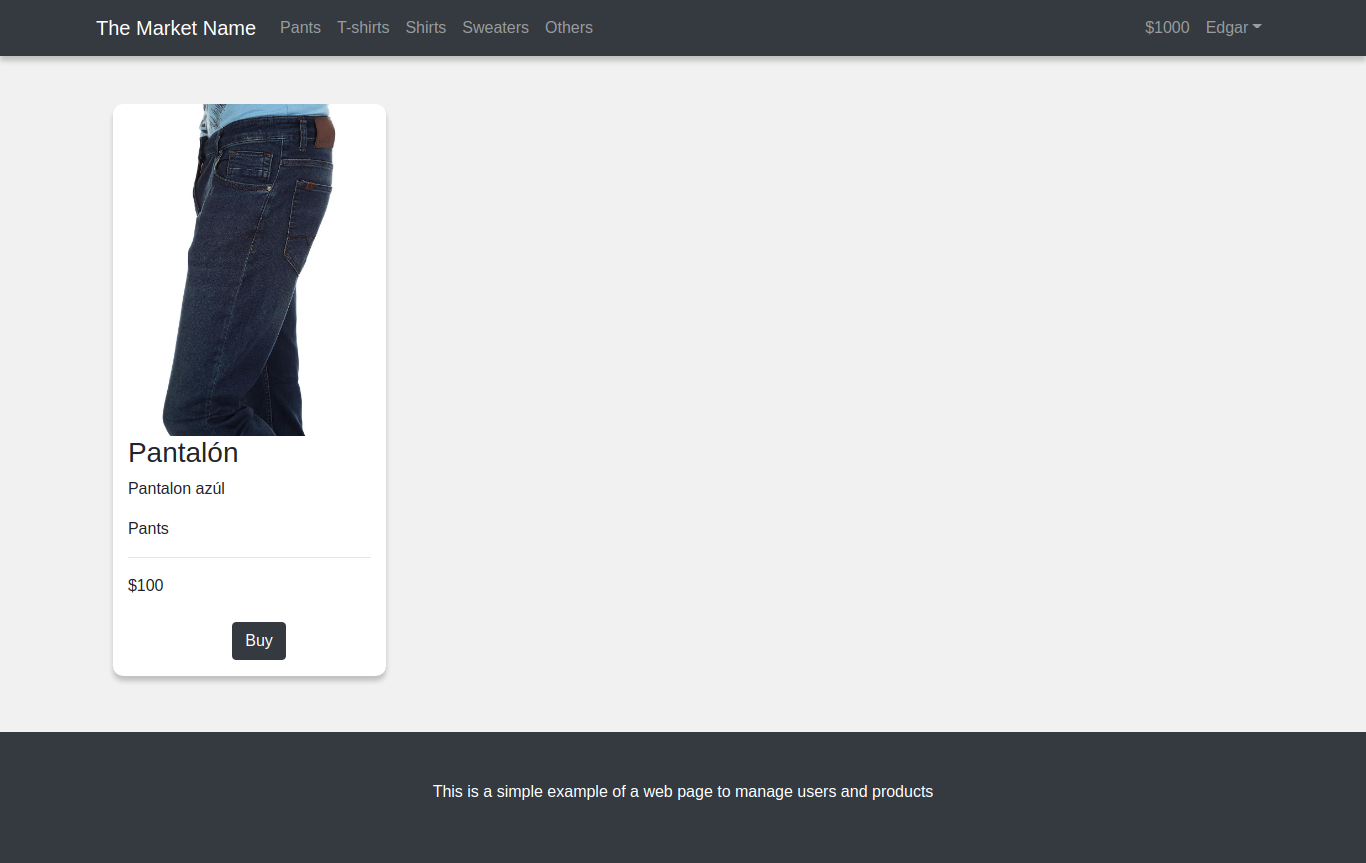 The Market Name Pants T-shirts Shirts Sweaters Others $1000 Edgar
Pantalón
Pantalon azúl
Pants
$100
Buy
This is a simple example of a web page to manage users and products